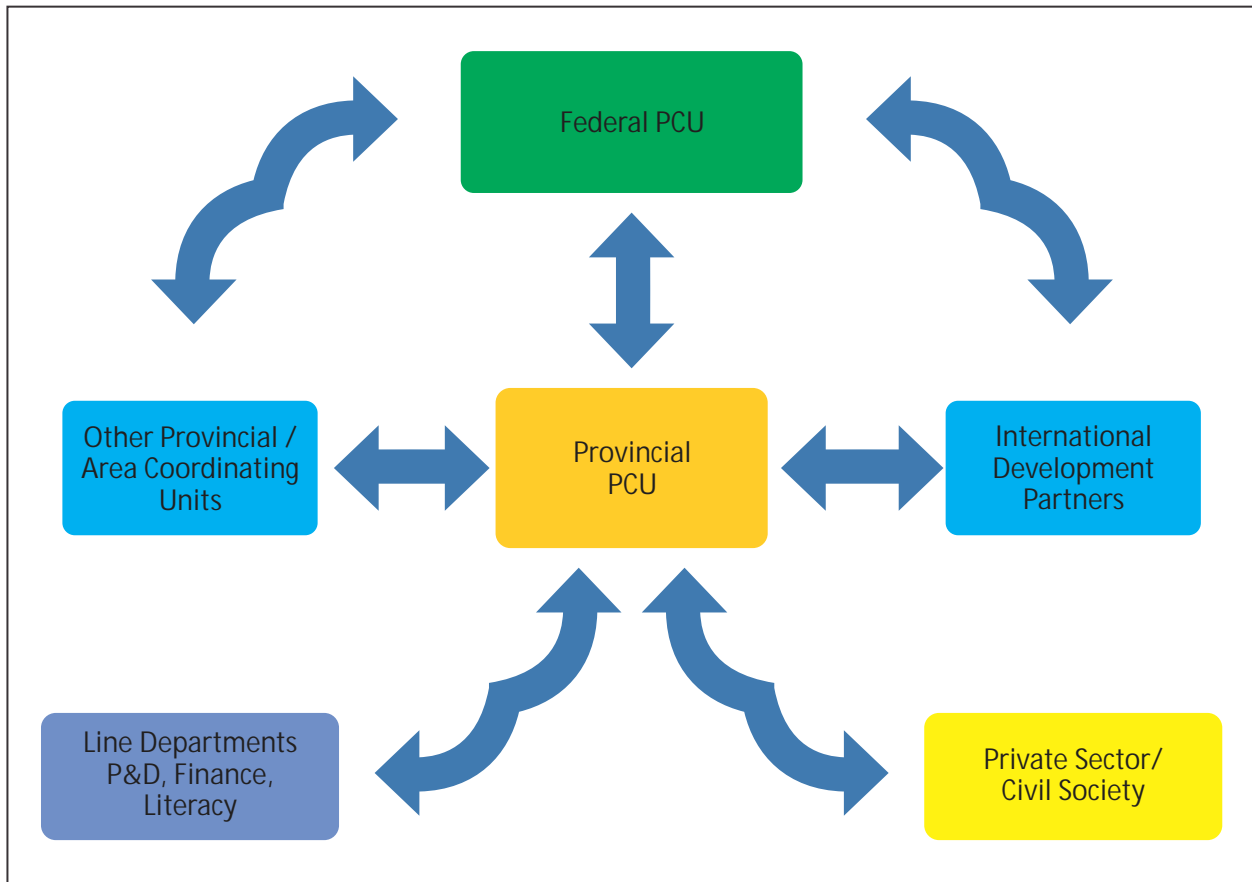 Federal PCU
Other Provincial /
Area Coordinating
Units
Provincial
PCU
International
Development
Partners
Line Departments
P&D, Finance,
Literacy
Private Sector/
Civil Society